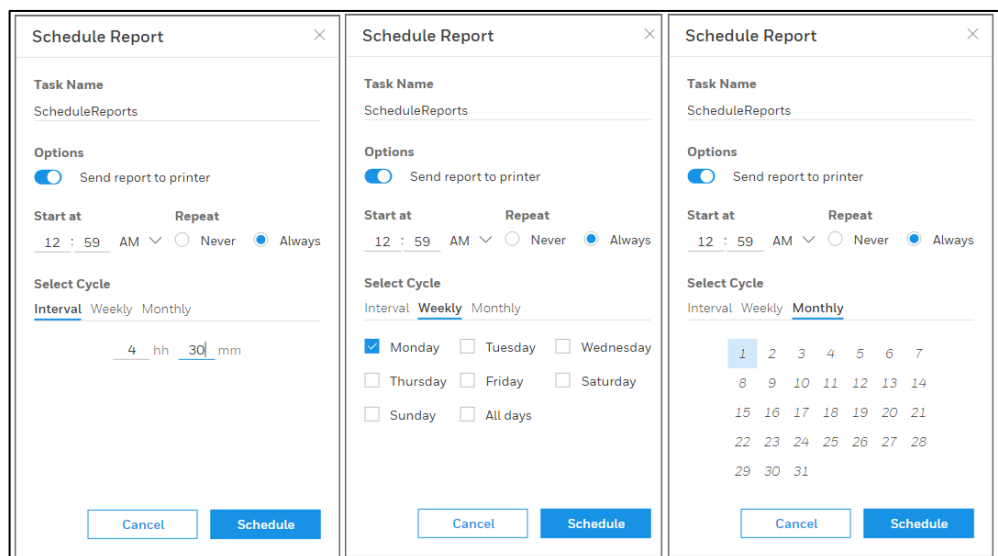 Schedule Report
Task Name
ScheduleReports
Options
Send report to printer
Start at Repeat
12 : 59 AM Never Always
Select Cycle
Interval Weekly Monthly
4 hh 30 mm
Cancel Schedule
Schedule Report
Task Name
ScheduleReports
Options
Send report to printer
Start at Repeat
12 : 59 AM Never Always
Select Cycle
Interval Weekly Monthly
Monday Tuesday Wednesday
Thursday Friday Saturday
Sunday All days
Cancel Schedule
Schedule Report
Task Name
ScheduleReports
Options
Send report to printer
Start at Repeat
12 : 59 AM Never Always
Select Cycle
Interval Weekly Monthly
1 2 3 4 5 6 7
8 9 10 11 12 13 14
15 16 17 18 19 20 21
22 23 24 25 26 27 28
29 30 31
Cancel Schedule